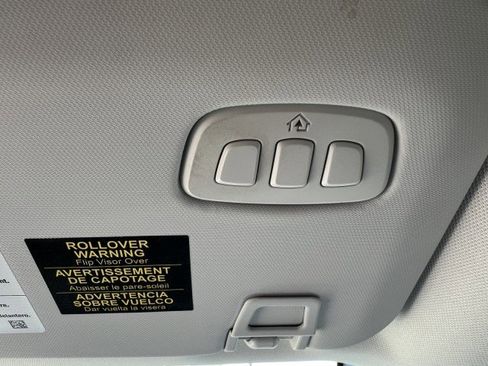 ROLLOVER
WARNING
Flip Visor Over
AVERTISSEMENT
DE CAPOTAGE
Abaisser le pare-soleil
ADVERTENCIA
SOBRE VUELCO
Dar vuelta la visera